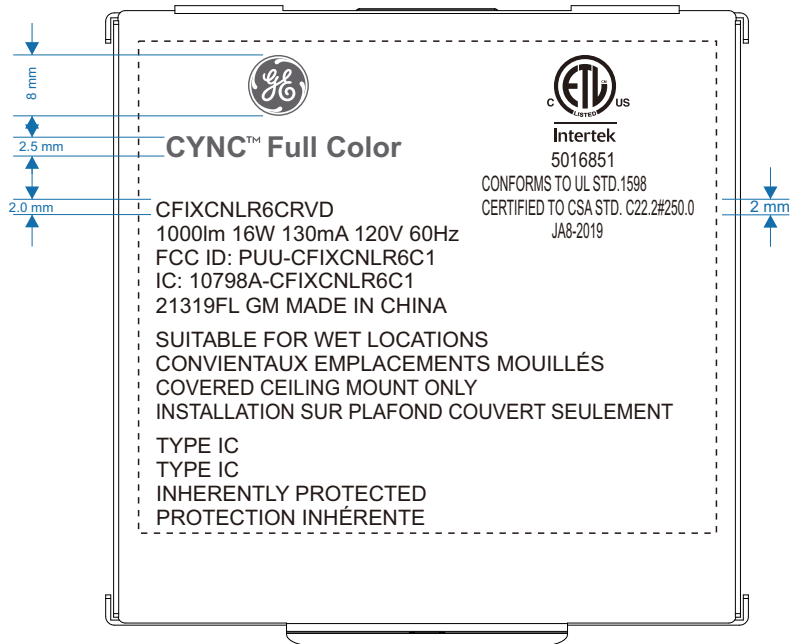 8 mm
GE
CYNC™ Full Color
2.5 mm
C ETL CM US
LISTED
Intertek
5016851
CONFORMS TO UL STD.1598
CERTIFIED TO CSA STD. C22.2#250.0
JA8-2019
2.0 mm
2 mm
CFIXCNLR6CRVD
1000lm 16W 130mA 120V 60Hz
FCC ID: PUU-CFIXCNLR6C1
IC: 10798A-CFIXCNLR6C1
21319FL GM MADE IN CHINA
SUITABLE FOR WET LOCATIONS
CONVIENTAUX EMPLACEMENTS MOUILLÉS
COVERED CEILING MOUNT ONLY
INSTALLATION SUR PLAFOND COUVERT SEULEMENT
TYPE IC
TYPE IC
INHERENTLY PROTECTED
PROTECTION INHÉRENTE